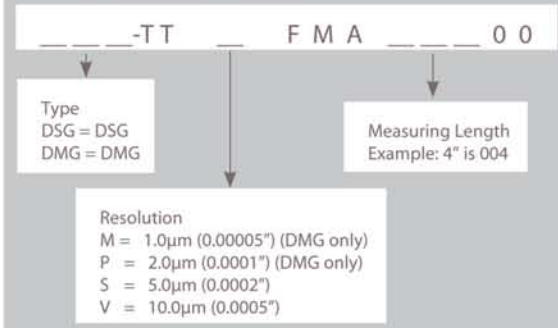 _ _ _-TT _ F M A _ _ _ 0 0
Type
DSG = DSG
DMG = DMG
Measuring Length
Example: 4" is 004
Resolution
M = 1.0µm (0.00005") (DMG only)
P = 2.0µm (0.0001") (DMG only)
S = 5.0µm (0.0002")
V = 10.0µm (0.0005")